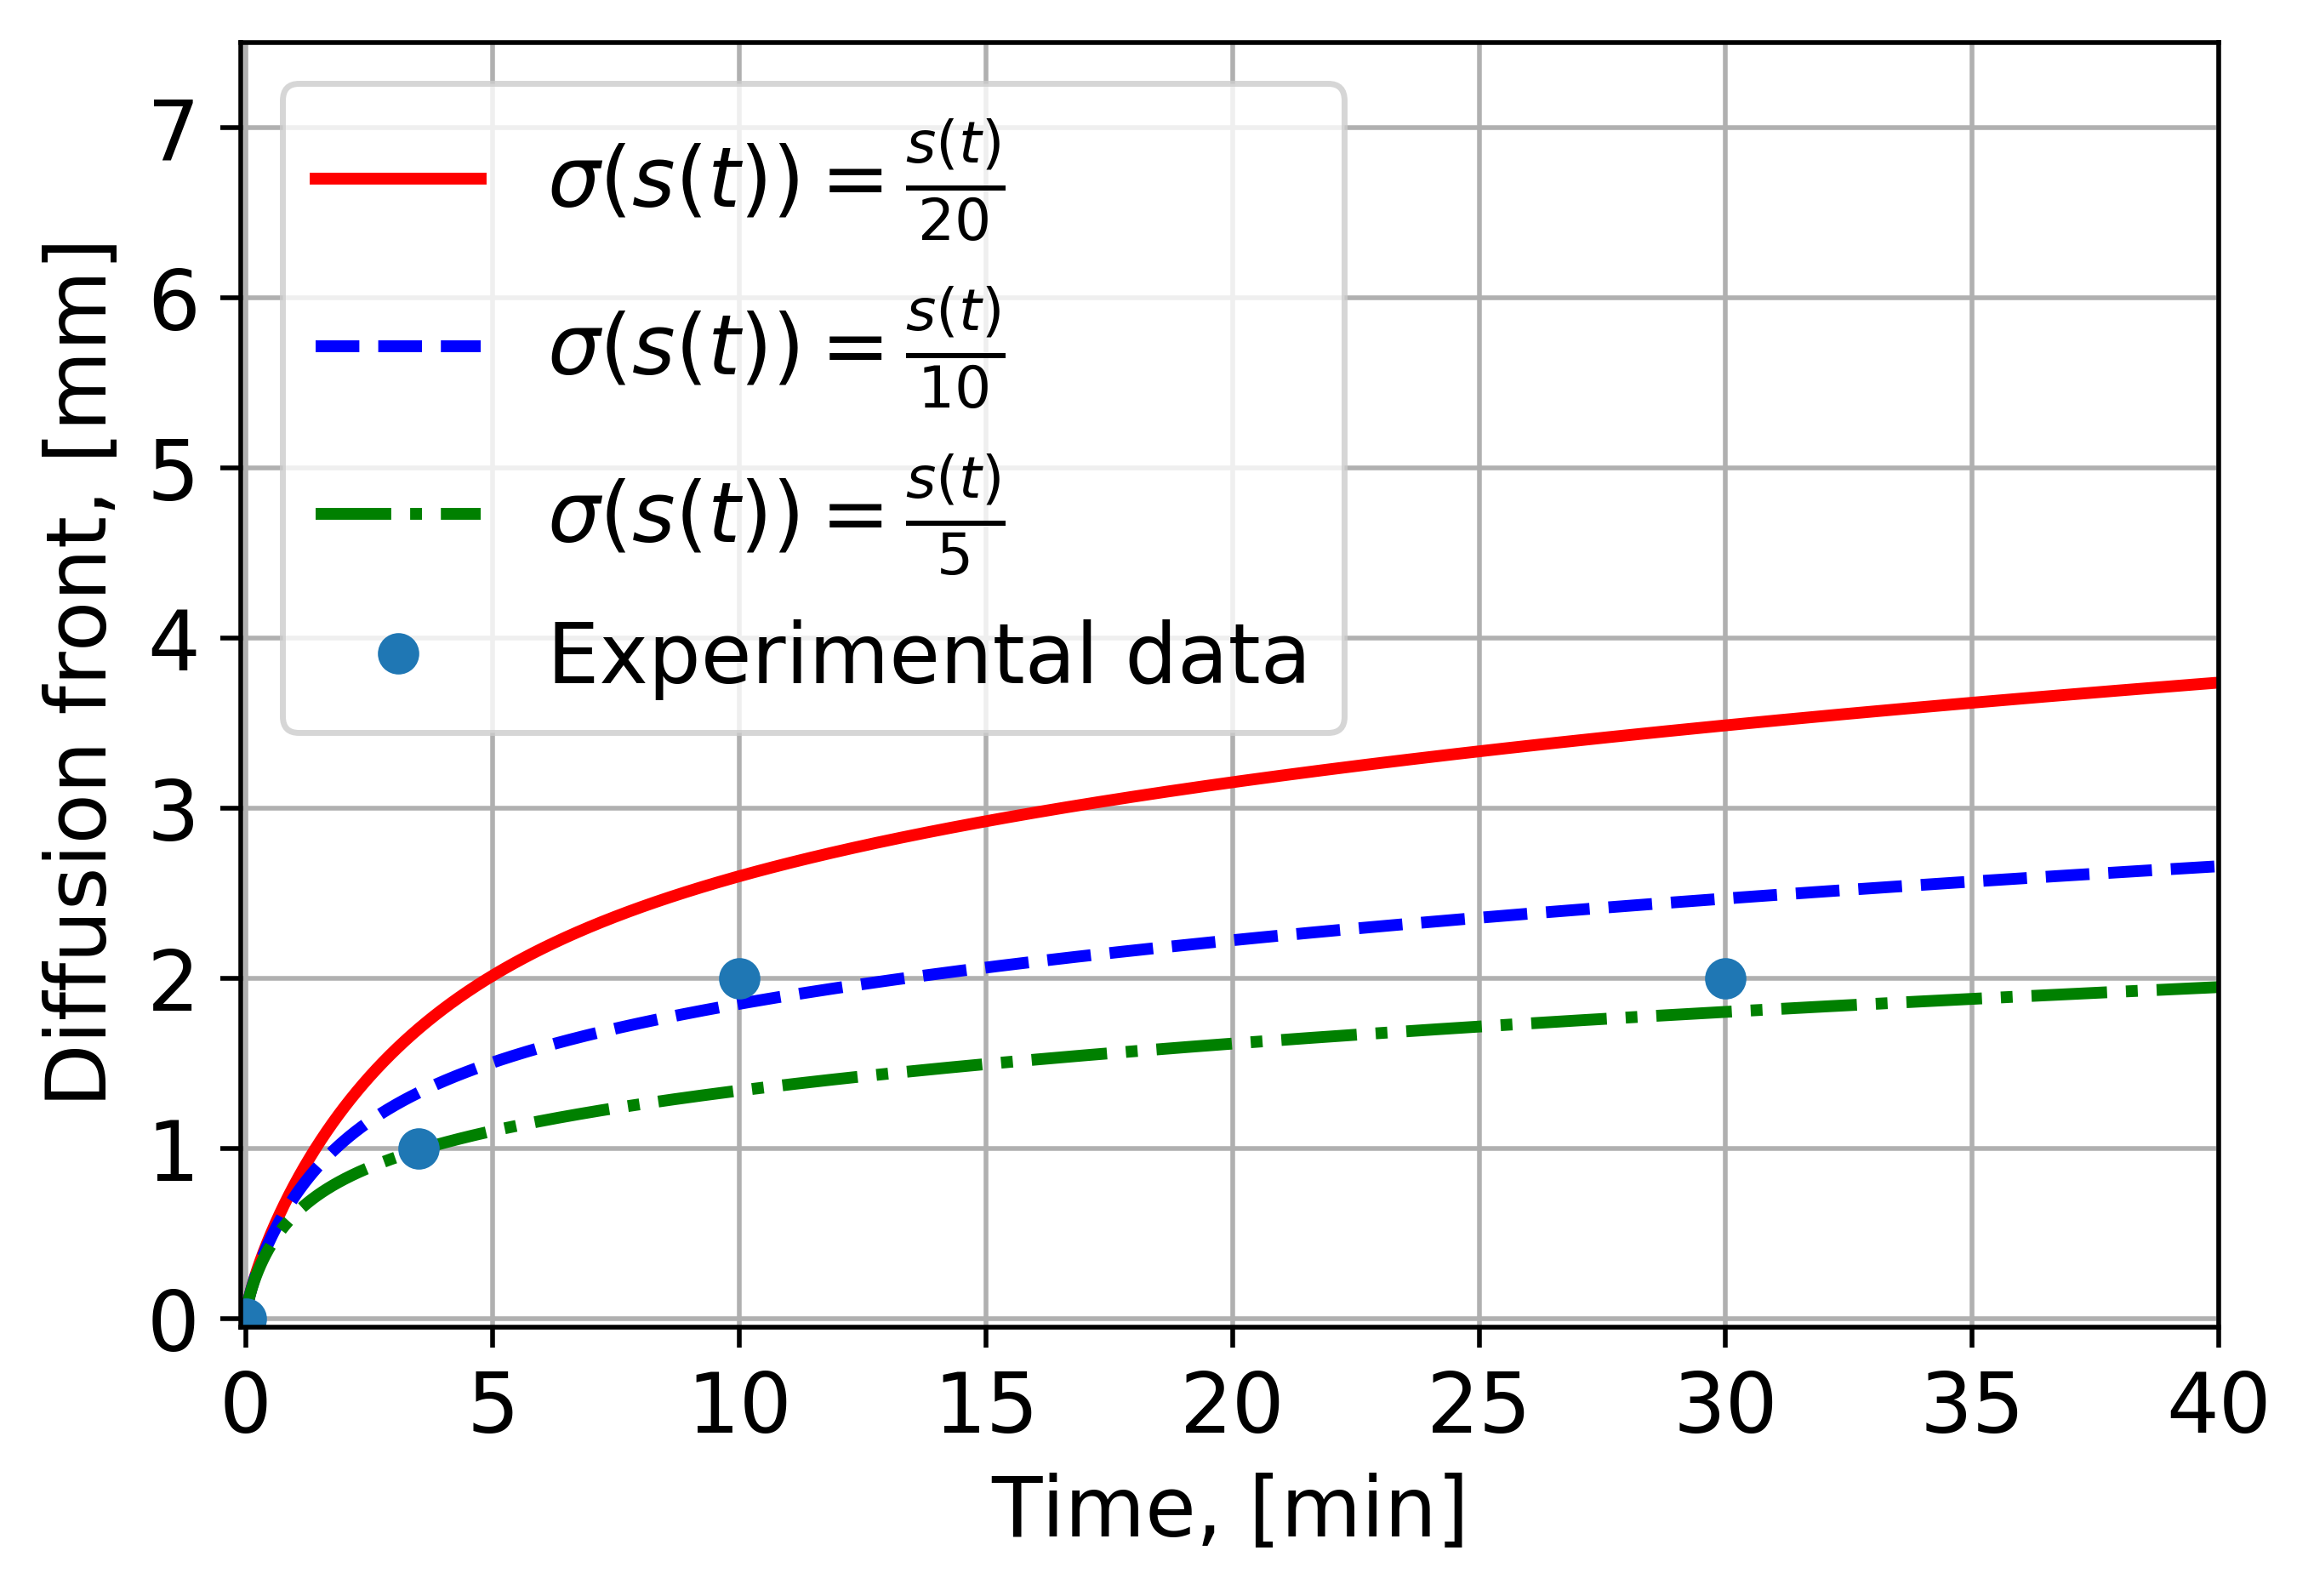 7
6
5
4
3
2
1
0
Diffusion front, [mm]
σ(s(t)) = s(t)/20
σ(s(t)) = s(t)/10
σ(s(t)) = s(t)/5
Experimental data
0 5 10 15 20 25 30 35 40
Time, [min]